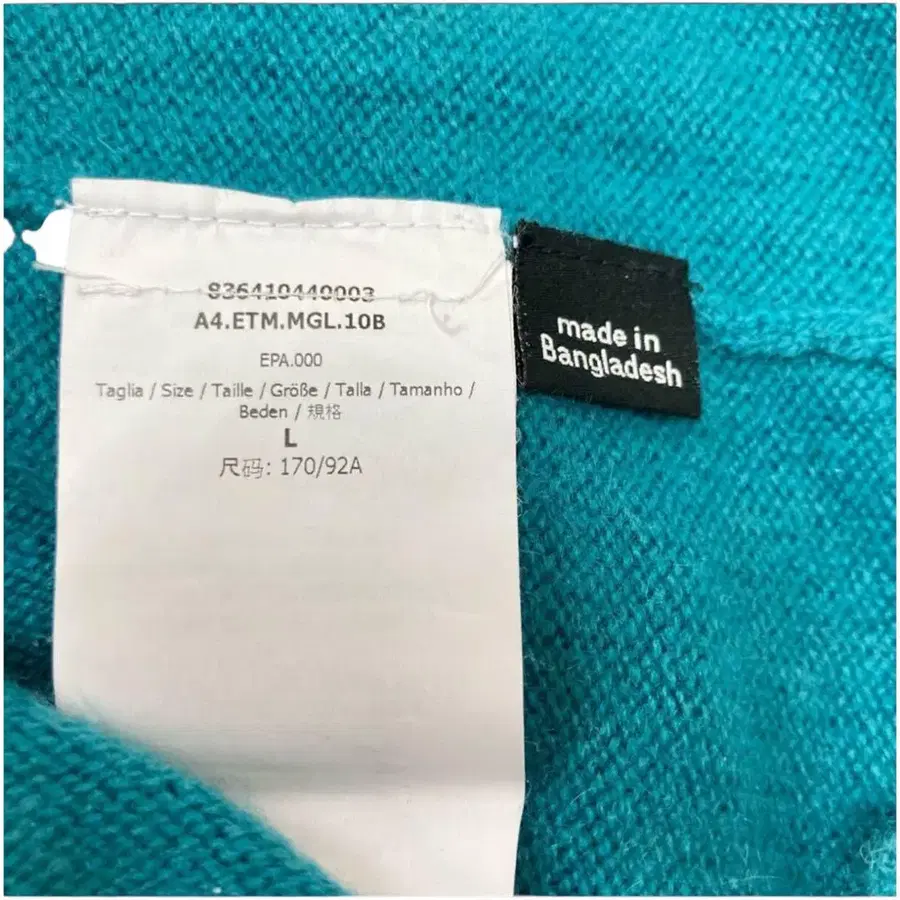 836410440003
A4.ETM.MGL.10B
EPA.000
Taglia / Size / Taille / Größe / Talla / Tamanho /
Beden / 规格
L
尺码: 170/92A
made in
Bangladesh